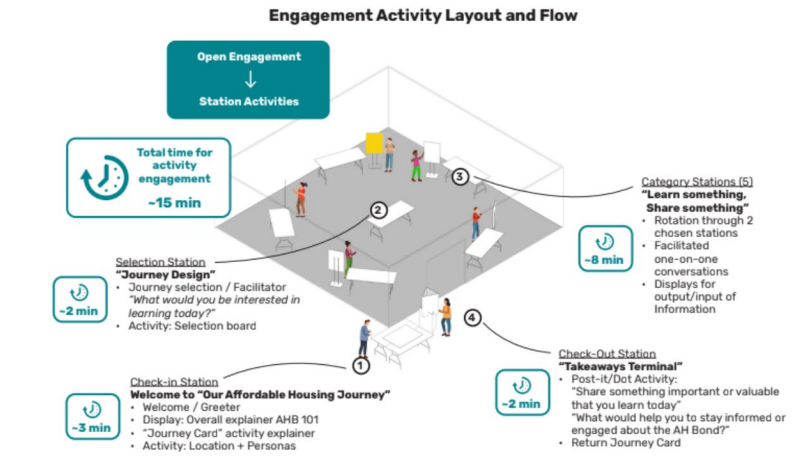 Engagement Activity Layout and Flow
Open Engagement
↓
Station Activities
Total time for
activity
engagement
~15 min
1
2
3
4
Selection Station
"Journey Design"
• Journey selection / Facilitator
"What would you be interested in
learning today?"
• Activity: Selection board
~2 min
Check-in Station
Welcome to "Our Affordable Housing Journey"
• Welcome / Greeter
• Display: Overall explainer AHB 101
• "Journey Card" activity explainer
• Activity: Location + Personas
~3 min
Category Stations (5)
"Learn something,
Share something"
• Rotation through 2
chosen stations
• Facilitated
one-on-one
conversations
• Displays for
output/input of
Information
~8 min
Check-Out Station
"Takeaways Terminal"
• Post-it/Dot Activity:
"Share something important or valuable
that you learn today"
"What would help you to stay informed or
engaged about the AH Bond?"
• Return Journey Card
~2 min